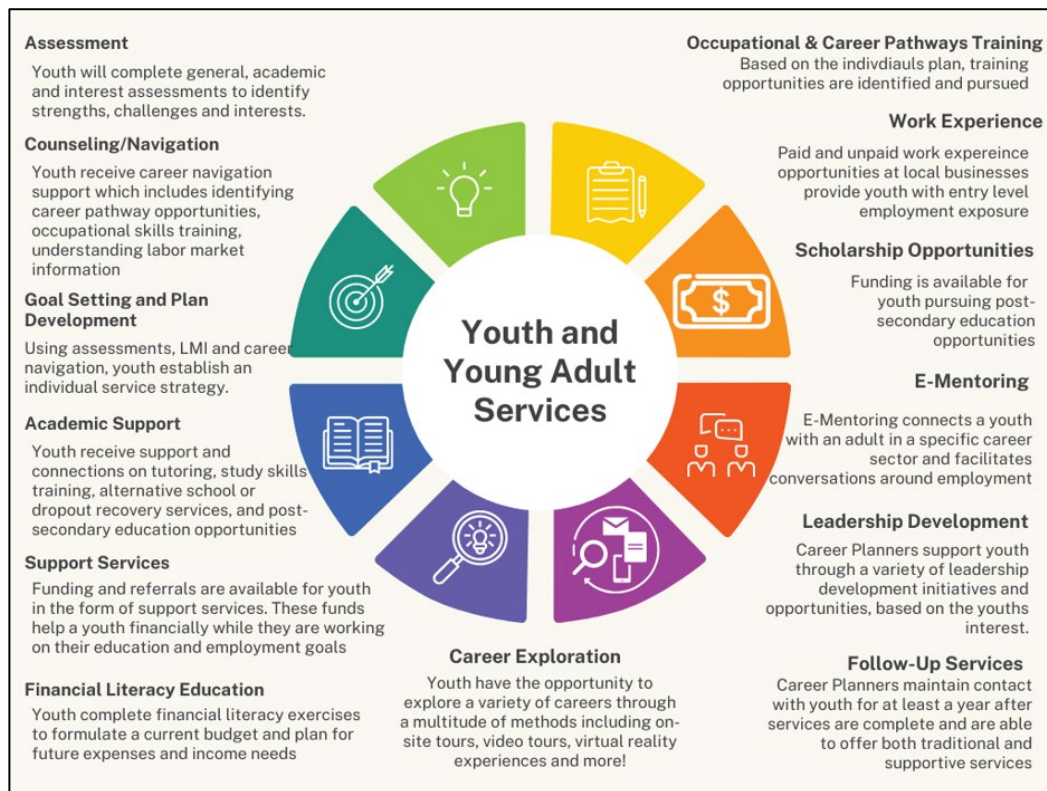 Assessment
Youth will complete general, academic
and interest assessments to identify
strengths, challenges and interests.
Counseling/Navigation
Youth receive career navigation
support which includes identifying
career pathway opportunities,
occupational skills training,
understanding labor market
information
Goal Setting and Plan
Development
Using assessments, LMI and career
navigation, youth establish an
individual service strategy.
Academic Support
Youth receive support and
connections on tutoring, study skills
training, alternative school or
dropout recovery services, and post-
secondary education opportunities
Support Services
Funding and referrals are available for youth
in the form of support services. These funds
help a youth financially while they are working
on their education and employment goals
Financial Literacy Education
Youth complete financial literacy exercises
to formulate a current budget and plan for
future expenses and income needs
Youth and
Young Adult
Services
$
Career Exploration
Youth have the opportunity to
explore a variety of careers through
a multitude of methods including on-
site tours, video tours, virtual reality
experiences and more!
Occupational & Career Pathways Training
Based on the indivdiauls plan, training
opportunities are identified and pursued
Work Experience
Paid and unpaid work expereince
opportunities at local businesses
provide youth with entry level
employment exposure
Scholarship Opportunities
Funding is available for
youth pursuing post-
secondary education
opportunities
E-Mentoring
E-Mentoring connects a youth
with an adult in a specific career
sector and facilitates
conversations around employment
Leadership Development
Career Planners support youth
through a variety of leadership
development initiatives and
opportunities, based on the youths
interest.
Follow-Up Services
Career Planners maintain contact
with youth for at least a year after
services are complete and are able
to offer both traditional and
supportive services